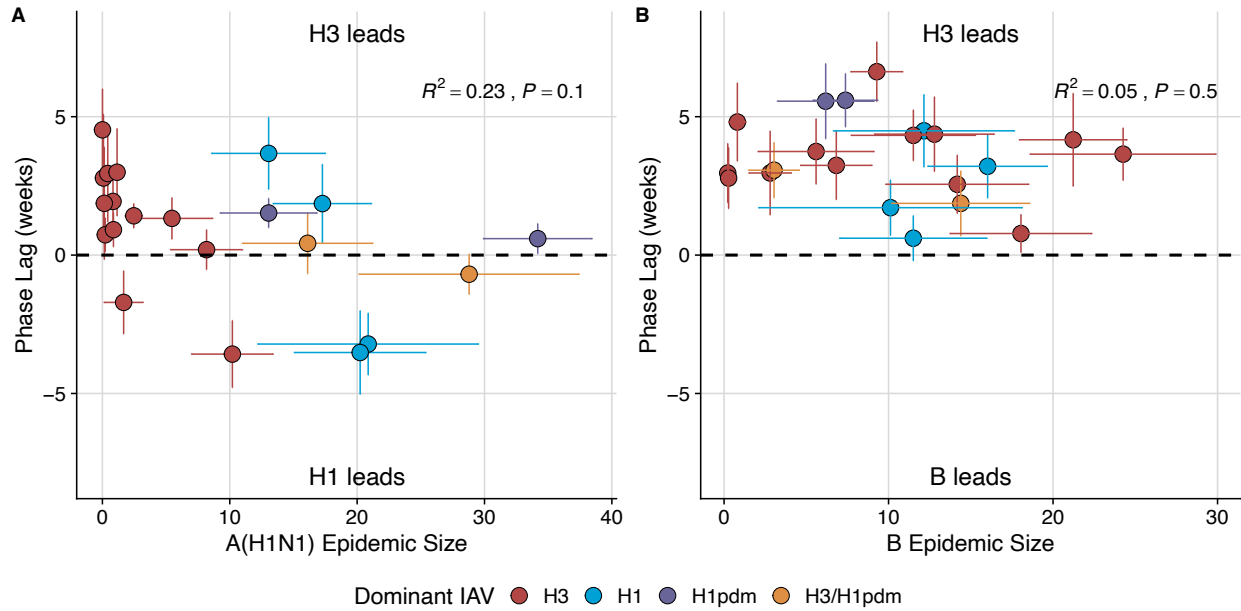 A
H3 leads
R² = 0.23 , P = 0.1
5
0
−5
Phase Lag (weeks)
H1 leads
0 10 20 30 40
A(H1N1) Epidemic Size
B
H3 leads
R² = 0.05 , P = 0.5
5
0
−5
Phase Lag (weeks)
B leads
0 10 20 30
B Epidemic Size
Dominant IAV H3 H1 H1pdm H3/H1pdm